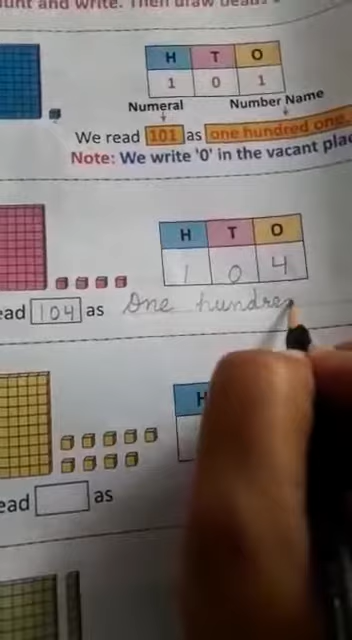 unt and write. Then draw beads
H T O
1 0 1
Numeral Number Name
We read 101 as one hundred one.
Note: We write '0' in the vacant plac
H T O
1 0 4
ead 104 as One hundre
H
ead as